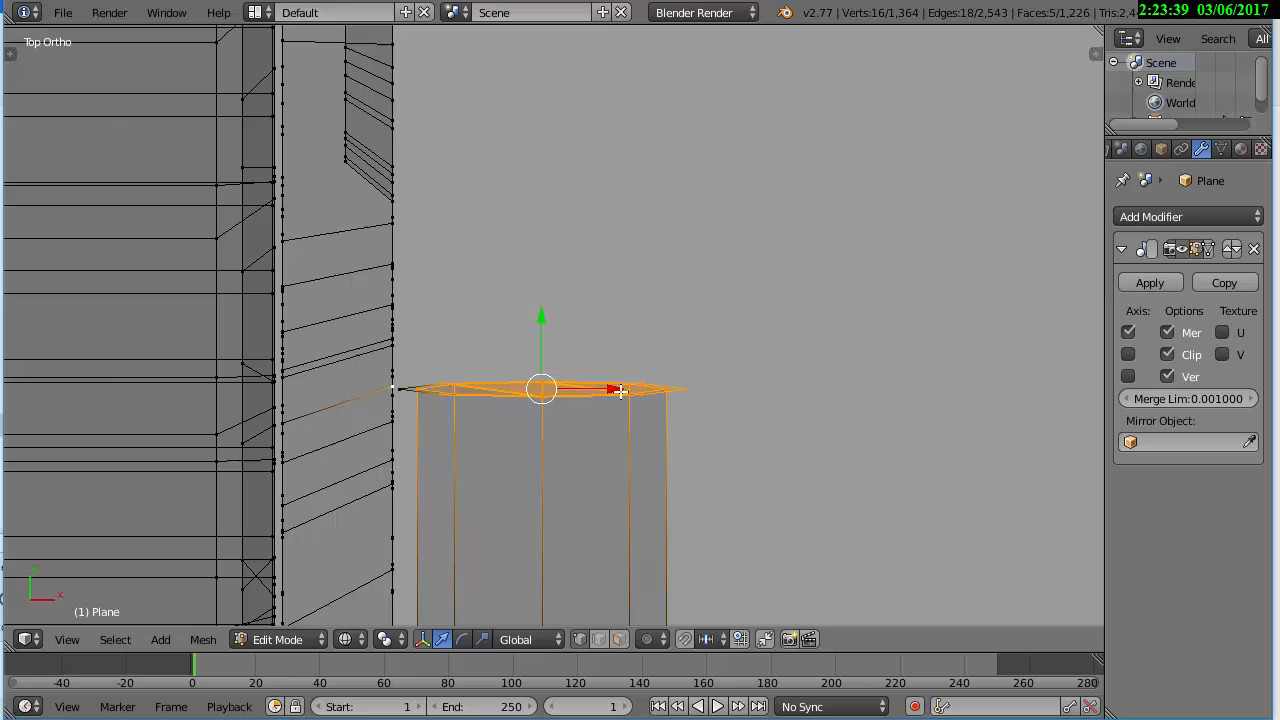 File Render Window Help Default Scene Blender Render v2.77 | Verts:16/1,364 | Edges:18/2,543 | Faces:5/1,226 | Tris:2,4
2:23:39 03/06/2017
Top Ortho
View Search All
Scene
Rende
World
Plane
Add Modifier
Apply Copy
Axis: Options Texture
Mer U
Clip V
Ver
Merge Lim:0.001000
Mirror Object:
x
(1) Plane
View Select Add Mesh Edit Mode Global
-40 -20 0 20 40 60 80 100 120 140 160 180 200 220 240 260 280
View Marker Frame Playback Start: 1 End: 250 1 No Sync